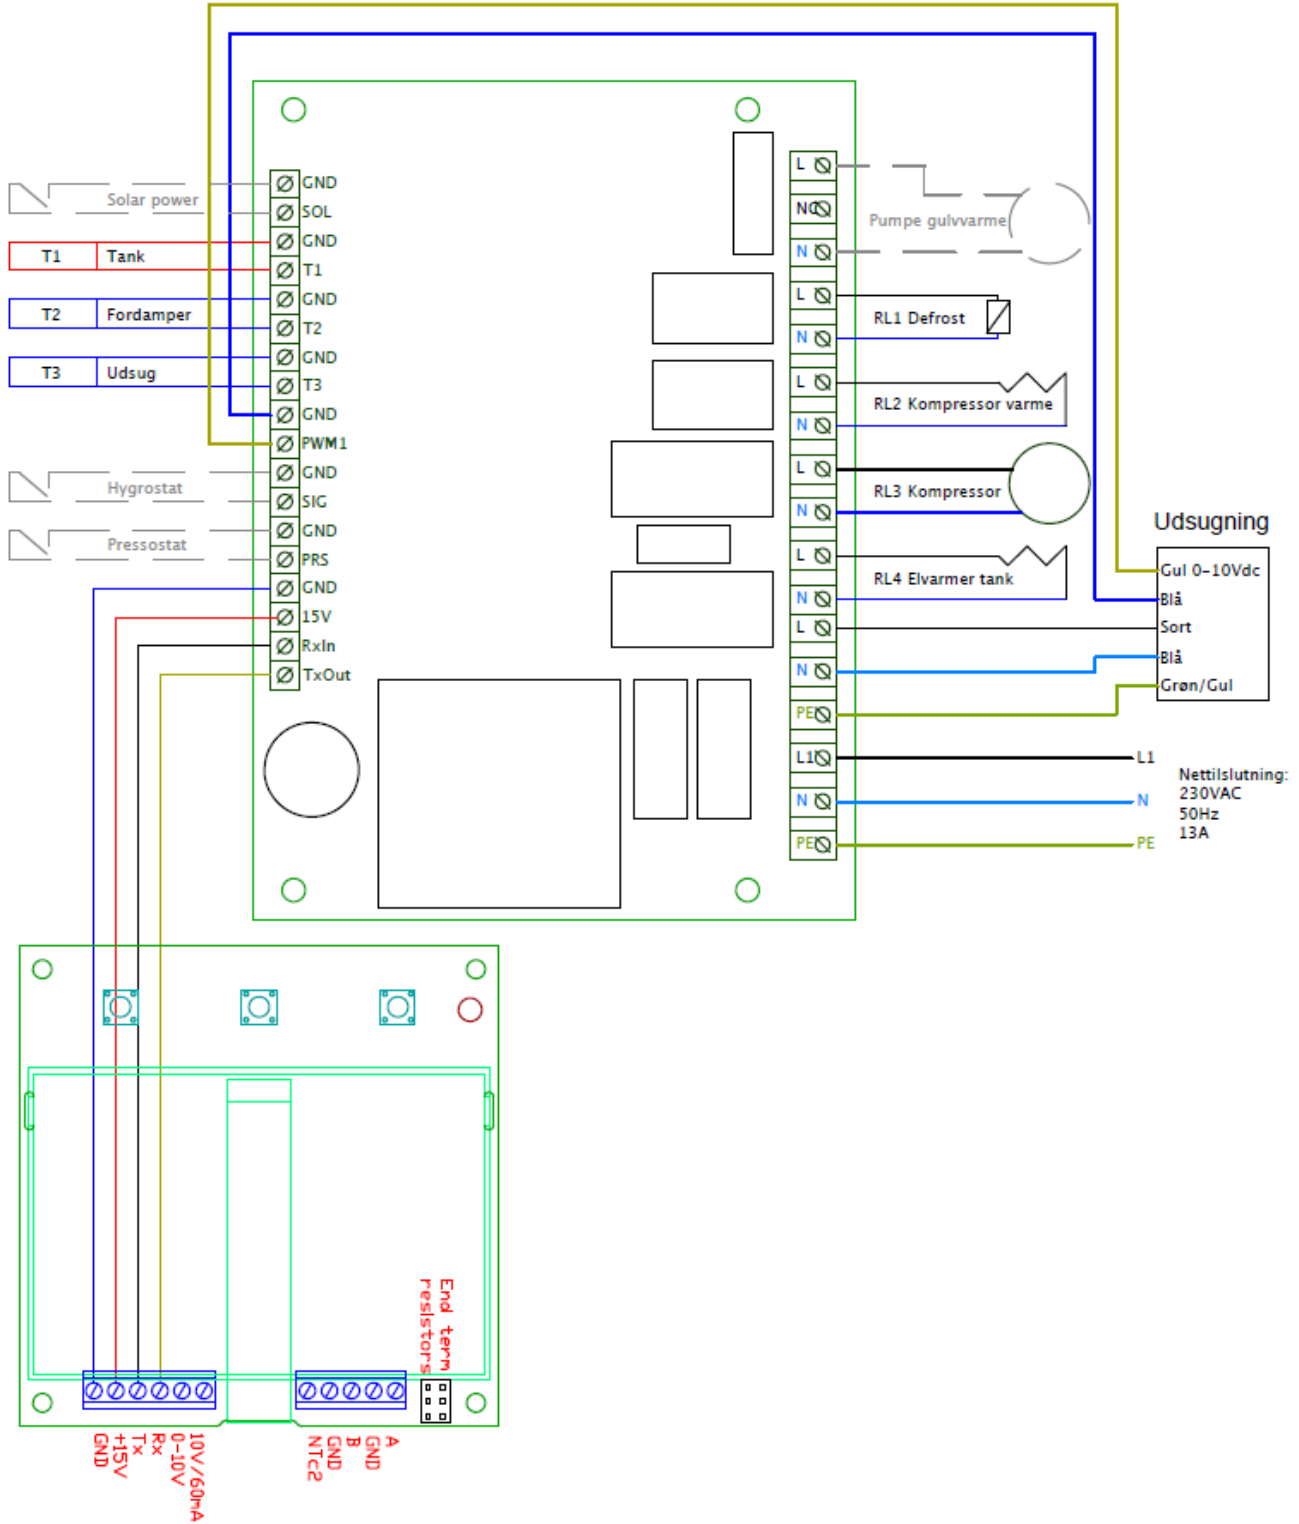 GND
Solar power
SOL
GND
T1
Tank
T1
GND
T2
Fordamper
T2
GND
T3
Udsug
T3
GND
PWM1
GND
Hygrostat
SIG
GND
Pressostat
PRS
GND
15V
RxIn
TxOut
L
NC
Pumpe gulvvarme
N
L
RL1 Defrost
N
L
RL2 Kompressor varme
N
L
RL3 Kompressor
N
L
RL4 Elvarmer tank
N
L
N
PE
L1
N
PE
Udsugning
Gul 0-10Vdc
Blå
Sort
Blå
Grøn/Gul
L1
N
PE
Nettilslutning:
230VAC
50Hz
13A
End term
resistors
GND
+15V
Tx
Rx
0-10V
10V/60mA
NTc2
GND
B
GND
A